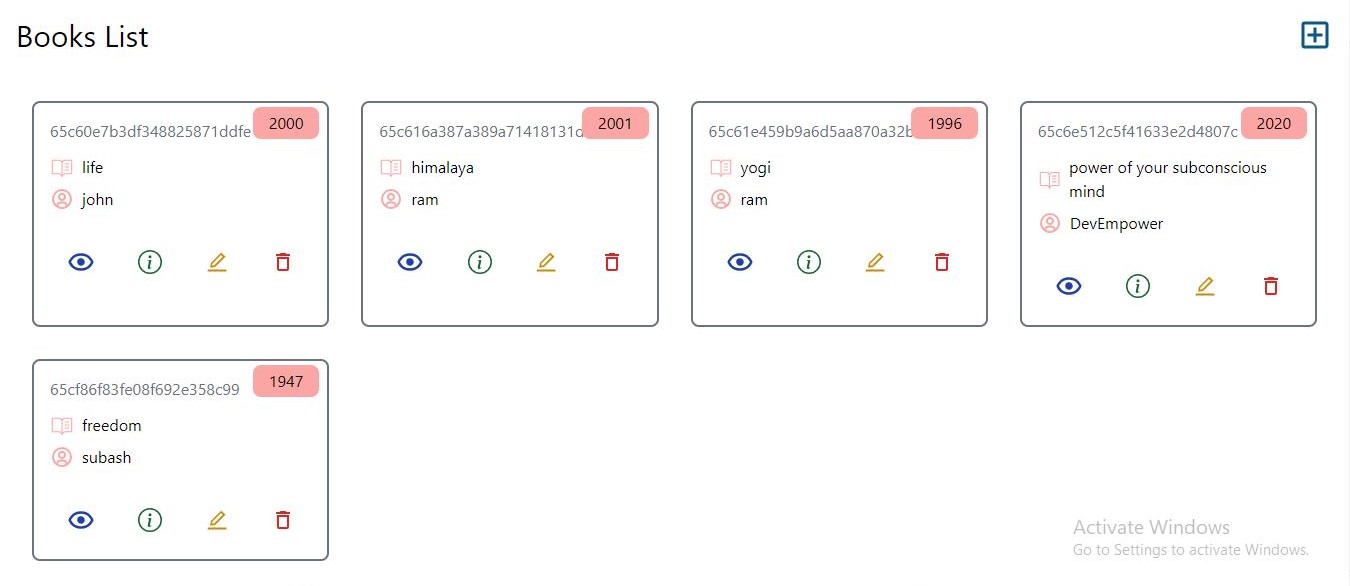 Books List
65c60e7b3df348825871ddfe
2000
life
john
65c616a387a389a71418131d
2001
himalaya
ram
65c61e459b9a6d5aa870a32b
1996
yogi
ram
65c6e512c5f41633e2d4807c
2020
power of your subconscious
mind
DevEmpower
65cf86f83fe08f692e358c99
1947
freedom
subash
Activate Windows
Go to Settings to activate Windows.